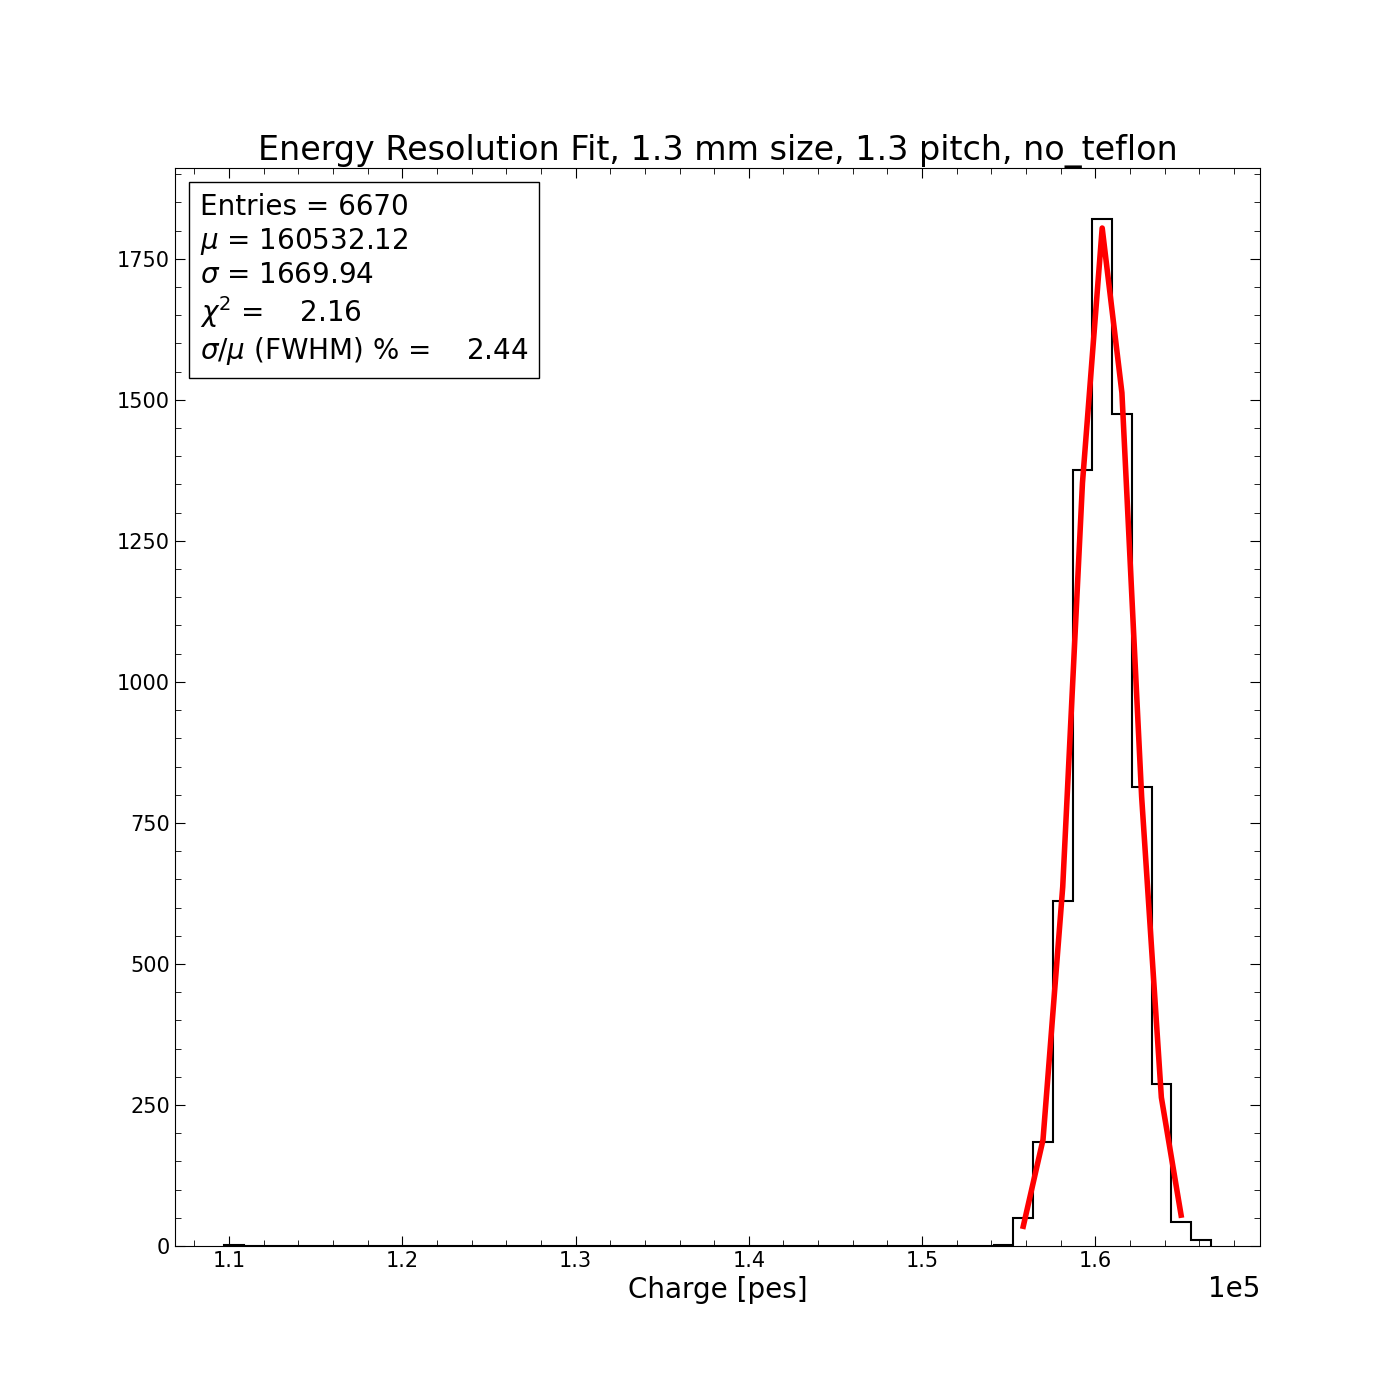 Energy Resolution Fit, 1.3 mm size, 1.3 pitch, no_teflon
Entries = 6670
μ = 160532.12
σ = 1669.94
χ² = 2.16
σ/μ (FWHM) % = 2.44
1750
1500
1250
1000
750
500
250
0
1.1 1.2 1.3 1.4 1.5 1.6
Charge [pes]
1e5